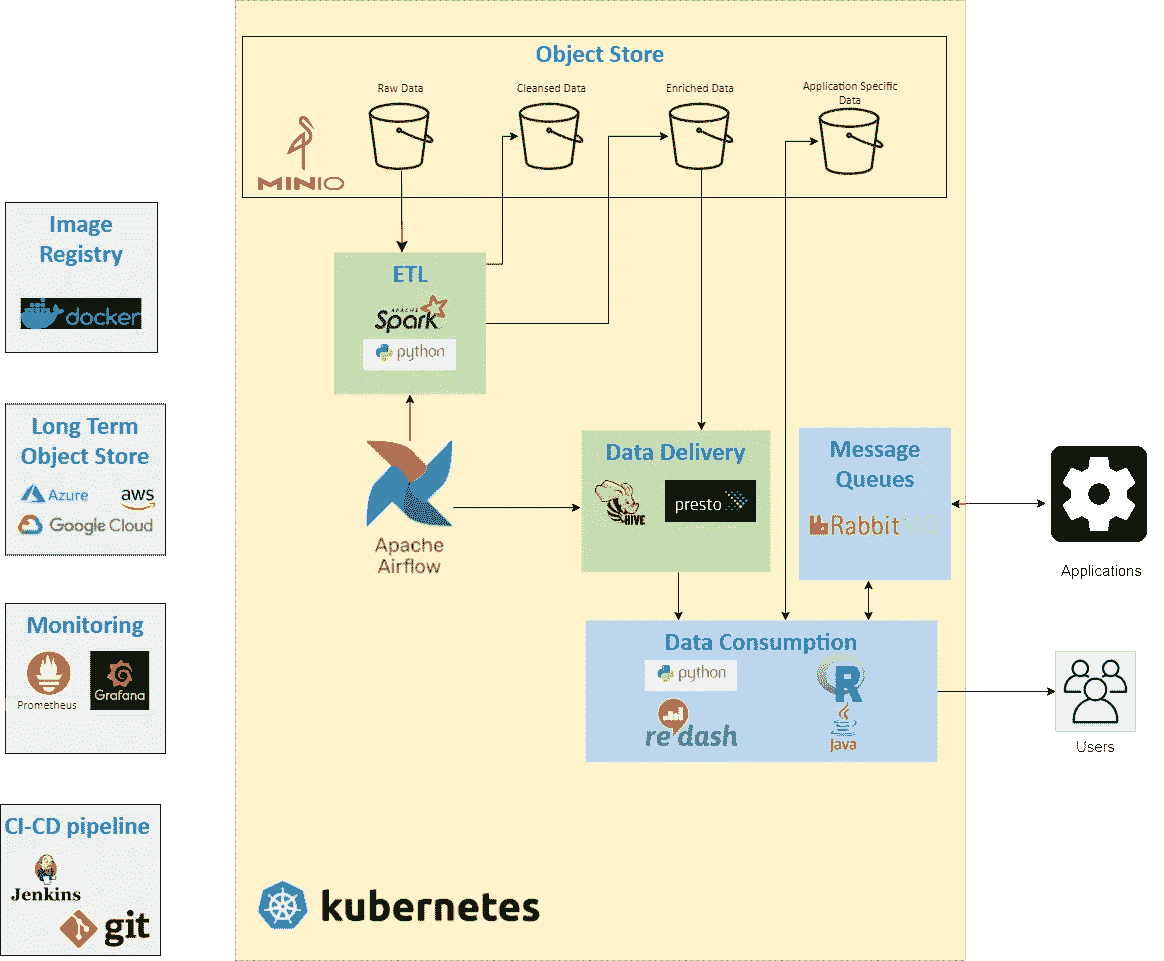 Object Store
Raw Data
Cleansed Data
Enriched Data
Application Specific
Data
MINIO
Image
Registry
docker
ETL
APACHE
Spark
python
Long Term
Object Store
Azure
aws
Google Cloud
Apache
Airflow
Data Delivery
HIVE
presto
Message
Queues
Rabbit
Applications
Monitoring
Prometheus
Grafana
Data Consumption
python
R
re:dash
Java
Users
CI-CD pipeline
Jenkins
git
kubernetes